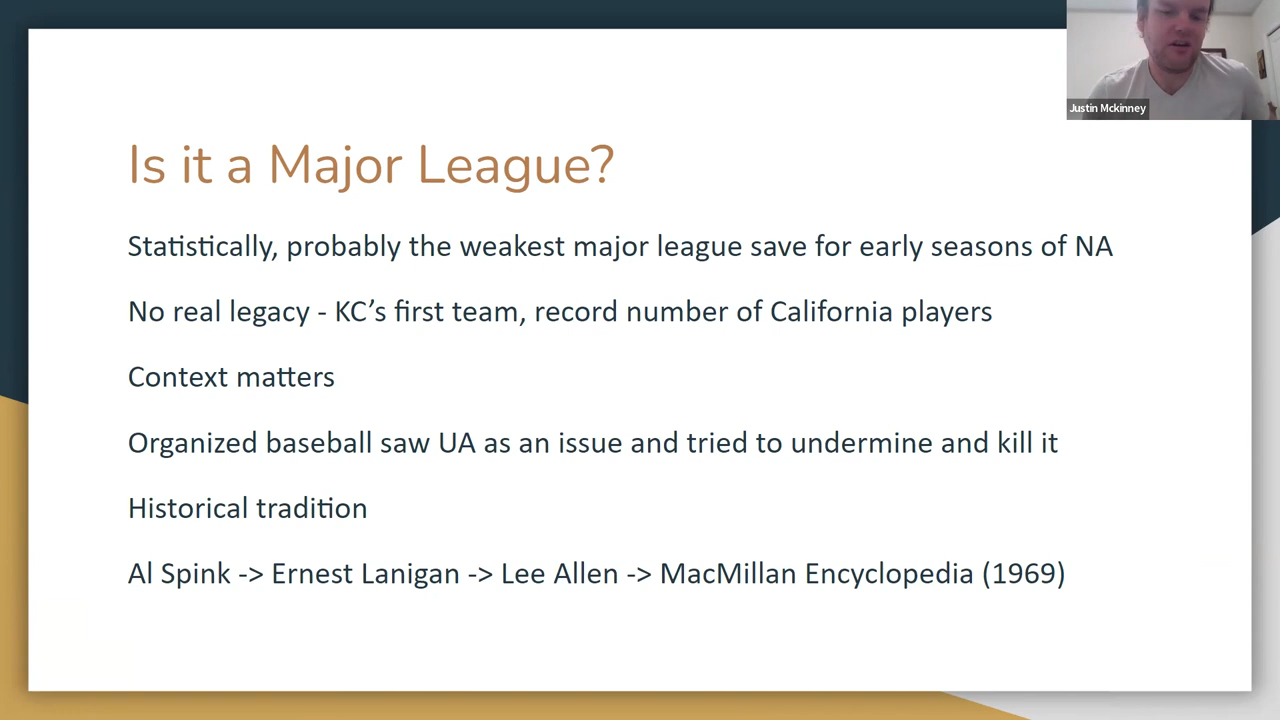 Justin Mckinney
Is it a Major League?
Statistically, probably the weakest major league save for early seasons of NA
No real legacy - KC’s first team, record number of California players
Context matters
Organized baseball saw UA as an issue and tried to undermine and kill it
Historical tradition
Al Spink -> Ernest Lanigan -> Lee Allen -> MacMillan Encyclopedia (1969)